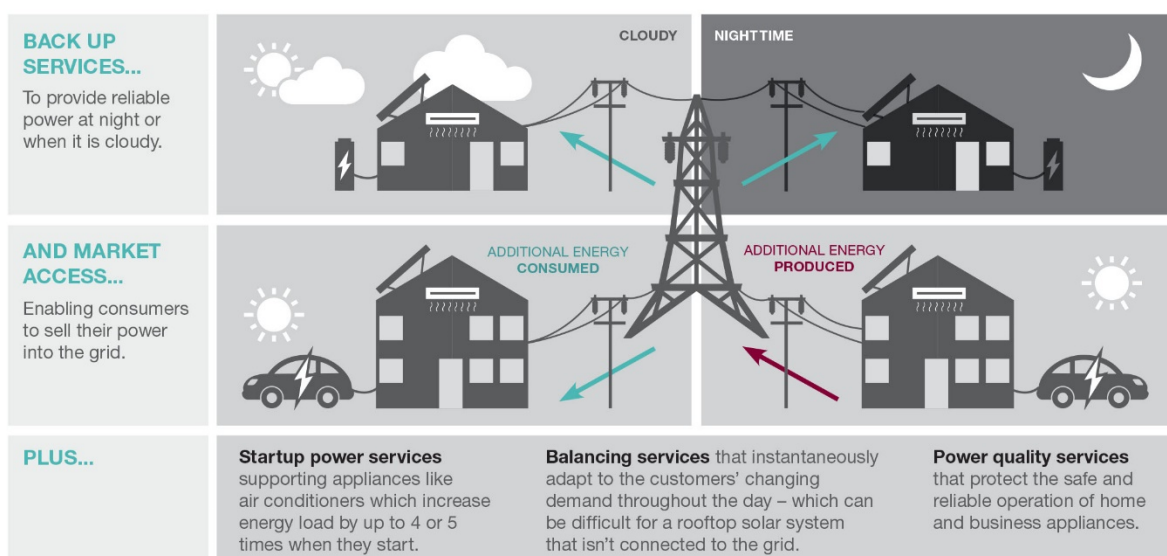 BACK UP
SERVICES...
To provide reliable
power at night or
when it is cloudy.
CLOUDY
NIGHT TIME
AND MARKET
ACCESS...
Enabling consumers
to sell their power
into the grid.
ADDITIONAL ENERGY
CONSUMED
ADDITIONAL ENERGY
PRODUCED
PLUS...
Startup power services
supporting appliances like
air conditioners which increase
energy load by up to 4 or 5
times when they start.
Balancing services that instantaneously
adapt to the customers’ changing
demand throughout the day – which can
be difficult for a rooftop solar system
that isn’t connected to the grid.
Power quality services
that protect the safe and
reliable operation of home
and business appliances.